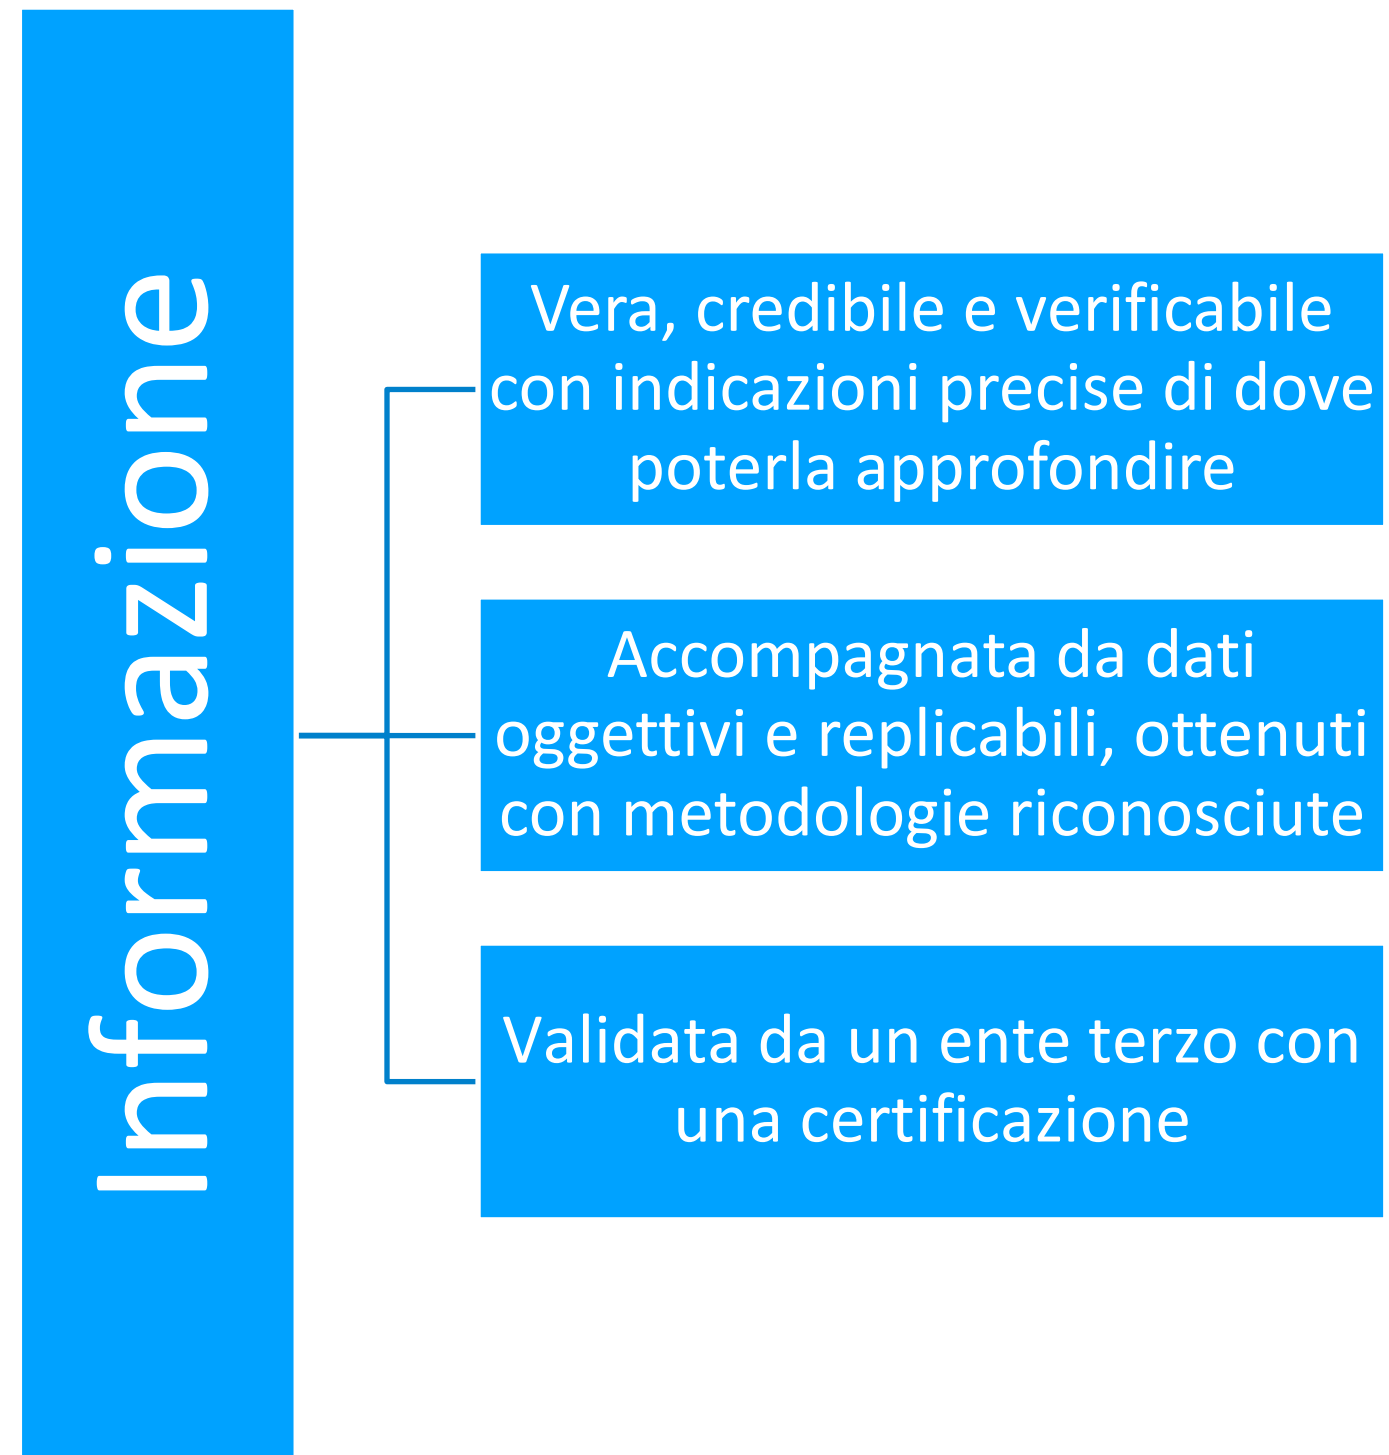 Informazione
Vera, credibile e verificabile
con indicazioni precise di dove
poterla approfondire
Accompagnata da dati
oggettivi e replicabili, ottenuti
con metodologie riconosciute
Validata da un ente terzo con
una certificazione